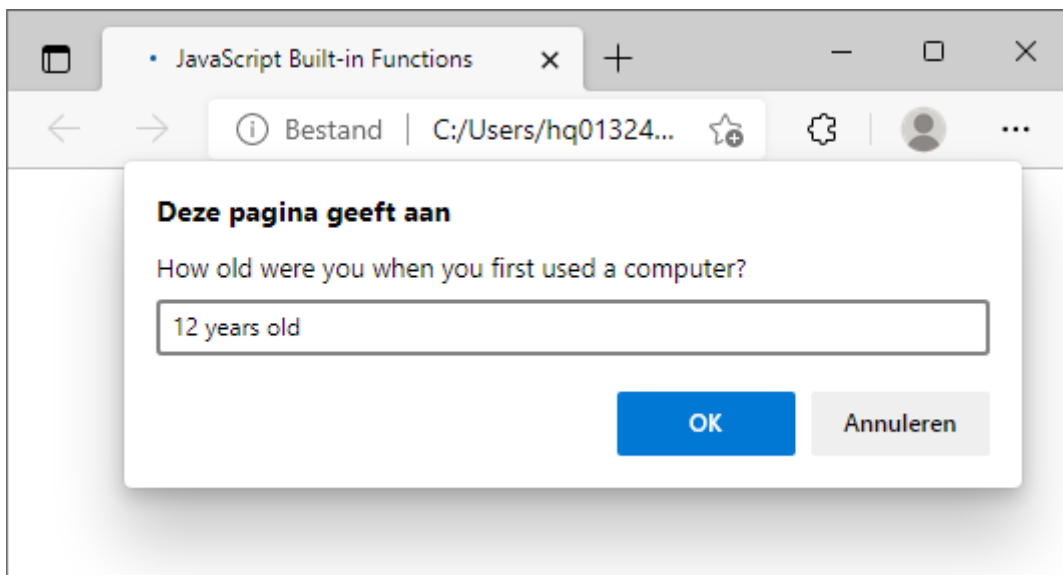 JavaScript Built-in Functions
Bestand C:/Users/hq01324...
Deze pagina geeft aan
How old were you when you first used a computer?
12 years old
OK Annuleren